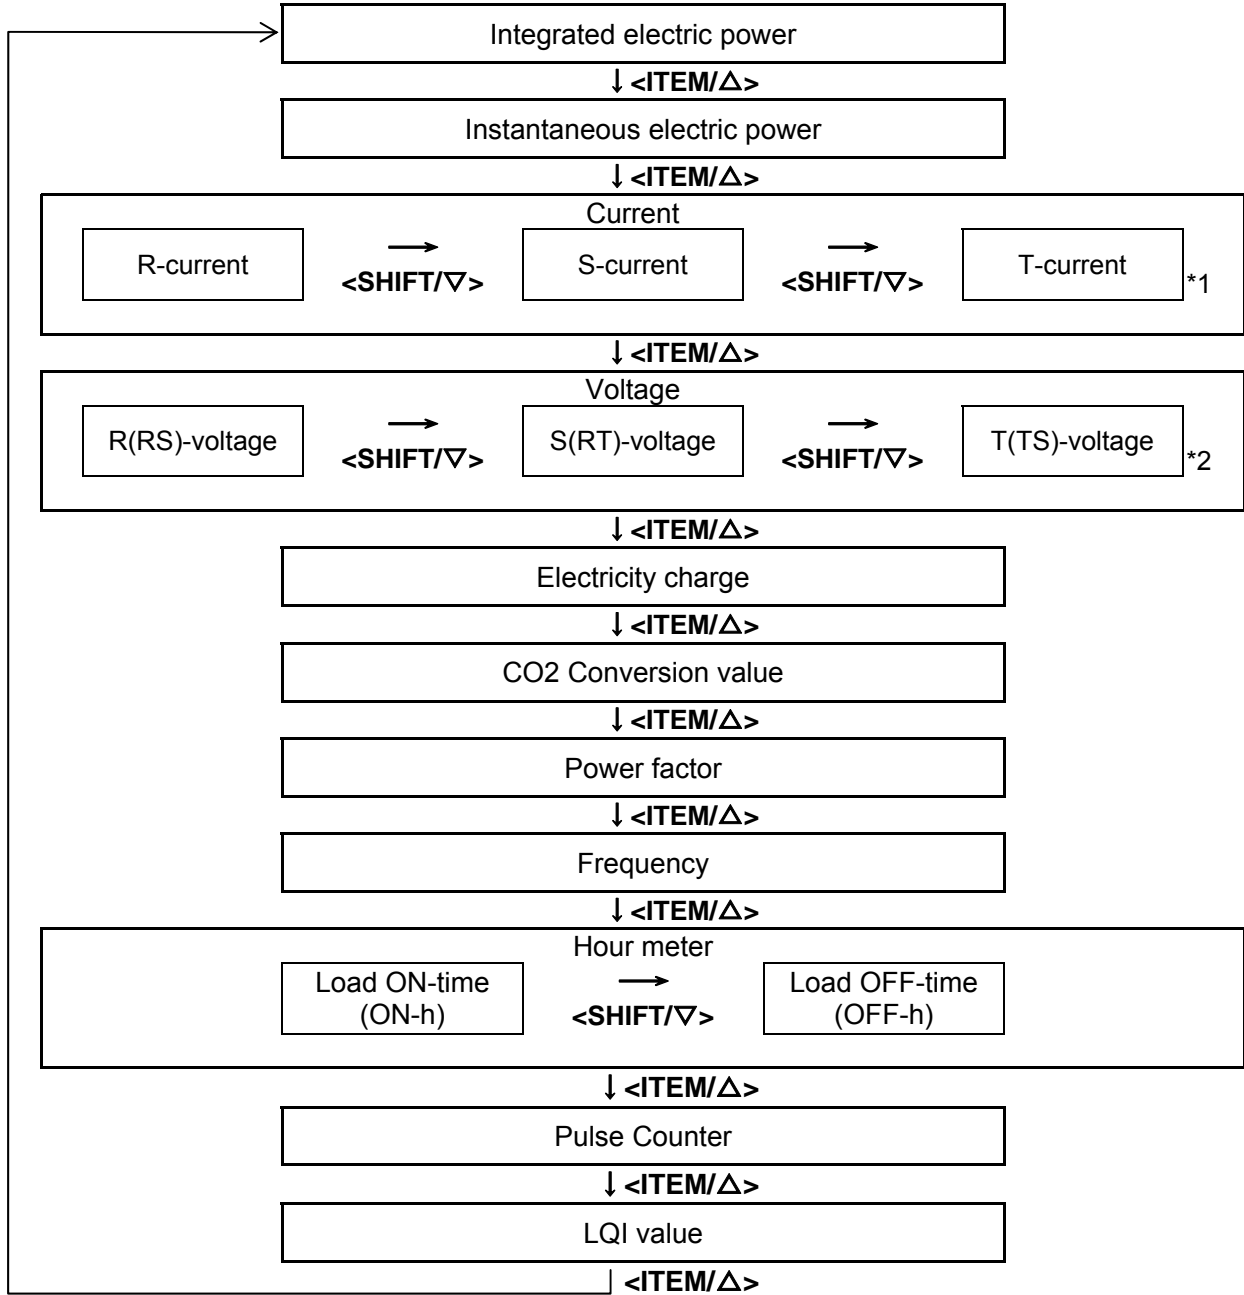 Integrated electric power
↓ <ITEM/△>
Instantaneous electric power
↓ <ITEM/△>
Current
R-current → <SHIFT/▽> S-current → <SHIFT/▽> T-current *1
↓ <ITEM/△>
Voltage
R(RS)-voltage → <SHIFT/▽> S(RT)-voltage → <SHIFT/▽> T(TS)-voltage *2
↓ <ITEM/△>
Electricity charge
↓ <ITEM/△>
CO2 Conversion value
↓ <ITEM/△>
Power factor
↓ <ITEM/△>
Frequency
↓ <ITEM/△>
Hour meter
Load ON-time
(ON-h)
→
<SHIFT/▽>
Load OFF-time
(OFF-h)
↓ <ITEM/△>
Pulse Counter
↓ <ITEM/△>
LQI value
<ITEM/△>